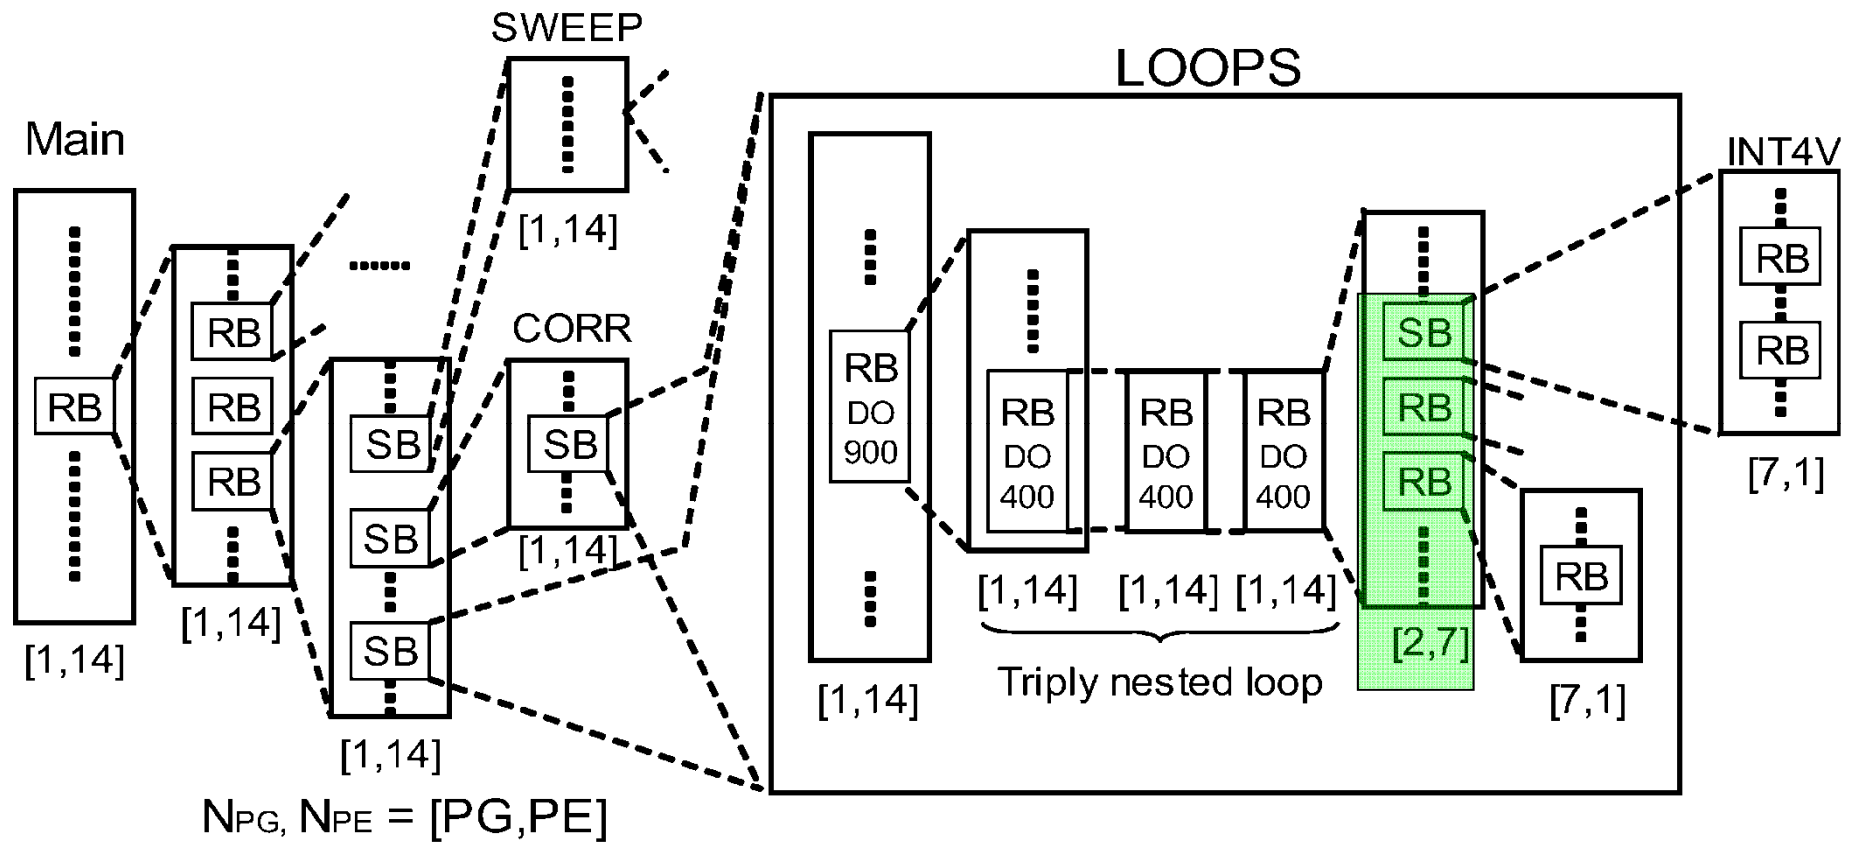 Main
RB
[1,14]
RB
RB
RB
[1,14]
SB
SB
SB
[1,14]
SWEEP
[1,14]
CORR
SB
[1,14]
LOOPS
RB
DO
900
[1,14]
RB
DO
400
[1,14]
RB
DO
400
[1,14]
RB
DO
400
[1,14]
Triply nested loop
SB
RB
RB
[2,7]
RB
[7,1]
INT4V
RB
RB
[7,1]
NPG, NPE = [PG,PE]